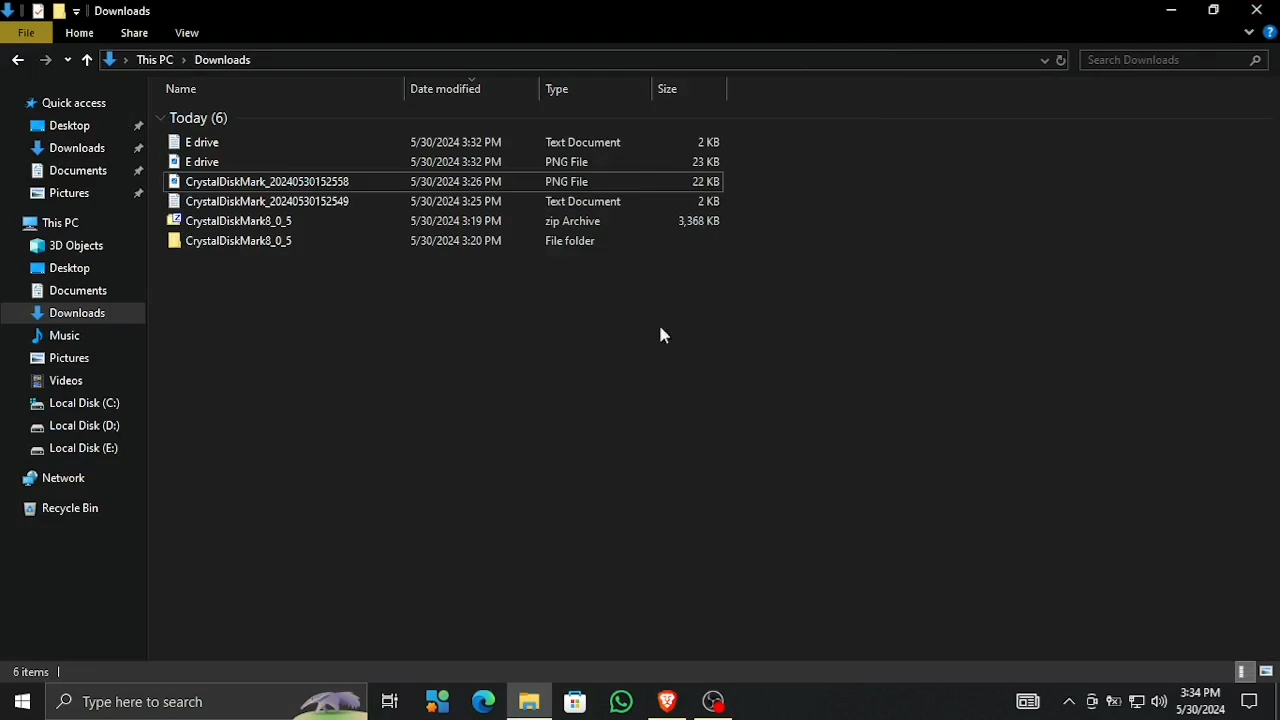 Downloads
File Home Share View
This PC Downloads Search Downloads
Name Date modified Type Size
Today (6)
E drive 5/30/2024 3:32 PM Text Document 2 KB
E drive 5/30/2024 3:32 PM PNG File 23 KB
CrystalDiskMark_20240530152558 5/30/2024 3:26 PM PNG File 22 KB
CrystalDiskMark_20240530152549 5/30/2024 3:25 PM Text Document 2 KB
CrystalDiskMark8_0_5 5/30/2024 3:19 PM zip Archive 3,368 KB
CrystalDiskMark8_0_5 5/30/2024 3:20 PM File folder
Quick access
Desktop
Downloads
Documents
Pictures
This PC
3D Objects
Desktop
Documents
Downloads
Music
Pictures
Videos
Local Disk (C:)
Local Disk (D:)
Local Disk (E:)
Network
Recycle Bin
6 items
Type here to search
3:34 PM
5/30/2024